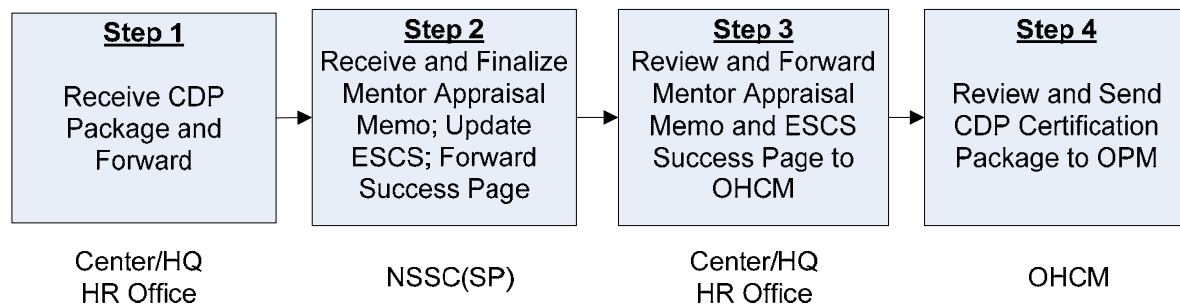 Step 1
Receive CDP
Package and
Forward
Center/HQ
HR Office
Step 2
Receive and Finalize
Mentor Appraisal
Memo; Update
ESCS; Forward
Success Page
NSSC(SP)
Step 3
Review and Forward
Mentor Appraisal
Memo and ESCS
Success Page to
OHCM
Center/HQ
HR Office
Step 4
Review and Send
CDP Certification
Package to OPM
OHCM